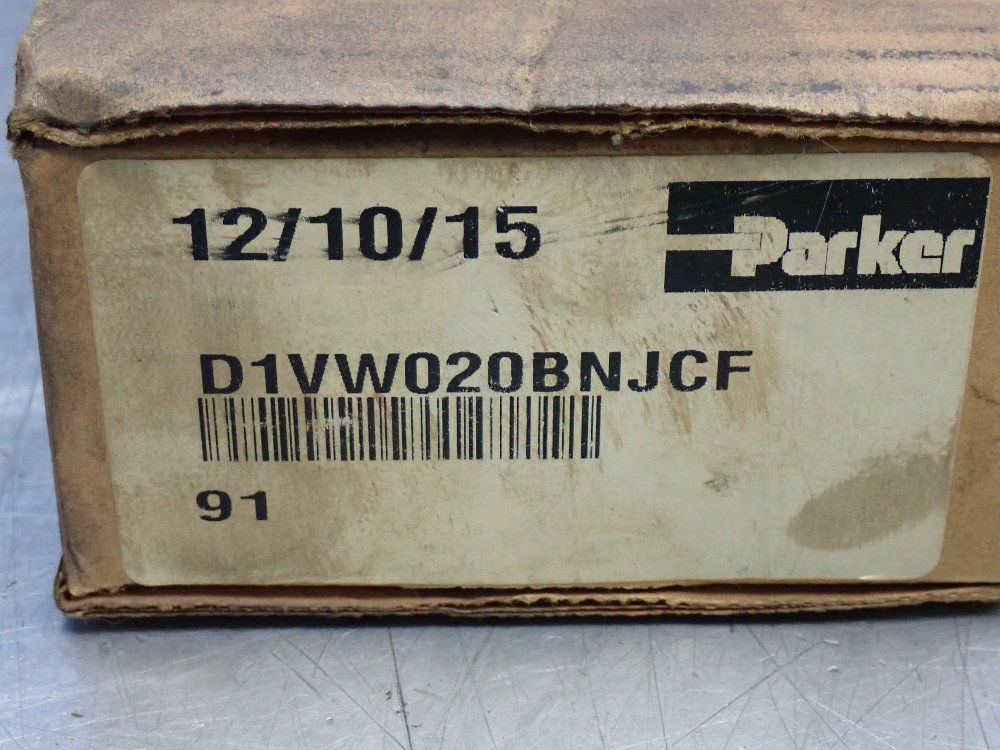 12/10/15
Parker
D1VW020BNJCF
91